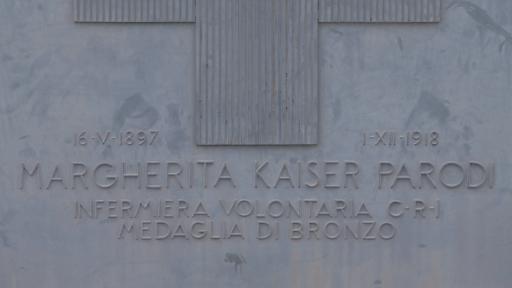 16-V-1897 1-XII-1918
MARGHERITA KAISER PARODI
INFERMIERA VOLONTARIA C-R-I
MEDAGLIA DI BRONZO